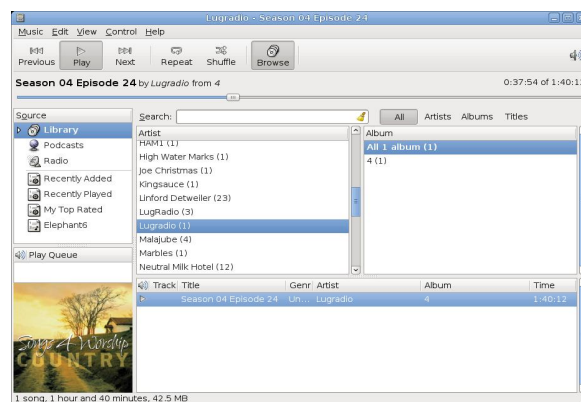 Lugradio - Season 04 Episode 24
Music Edit View Control Help
Previous Play Next Repeat Shuffle Browse
Season 04 Episode 24 by Lugradio from 4 0:37:54 of 1:40:1
Source
Library
Podcasts
Radio
Recently Added
Recently Played
My Top Rated
Elephant6
Play Queue
Songs 4 Worship
COUNTRY
Search: All Artists Albums Titles
Artist
HAM1 (1)
High Water Marks (1)
Joe Christmas (1)
Kingsauce (1)
Linford Detweiler (23)
LugRadio (3)
Lugradio (1)
Malajube (4)
Marbles (1)
Neutral Milk Hotel (12)
Album
All 1 album (1)
4 (1)
Track Title Genr Artist Album Time
Season 04 Episode 24 Un... Lugradio 4 1:40:12
1 song, 1 hour and 40 minutes, 42.5 MB